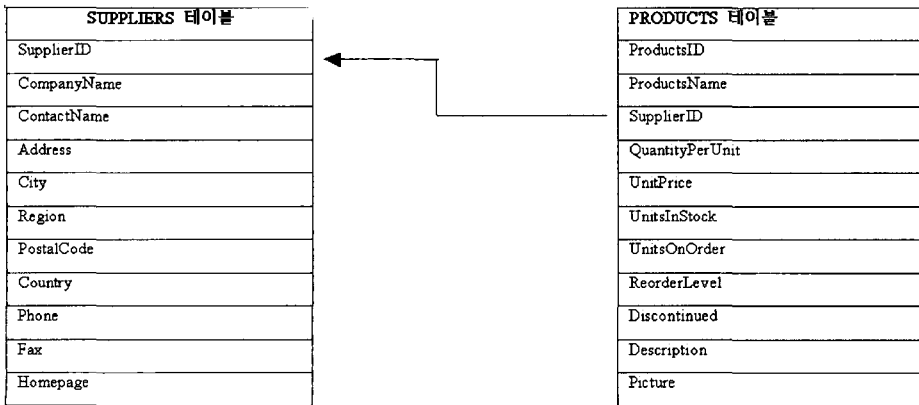 SUPPLIERS 테이블
SupplierID
CompanyName
ContactName
Address
City
Region
PostalCode
Country
Phone
Fax
Homepage
PRODUCTS 테이블
ProductsID
ProductsName
SupplierID
QuantityPerUnit
UnitPrice
UnitsInStock
UnitsOnOrder
ReorderLevel
Discontinued
Description
Picture